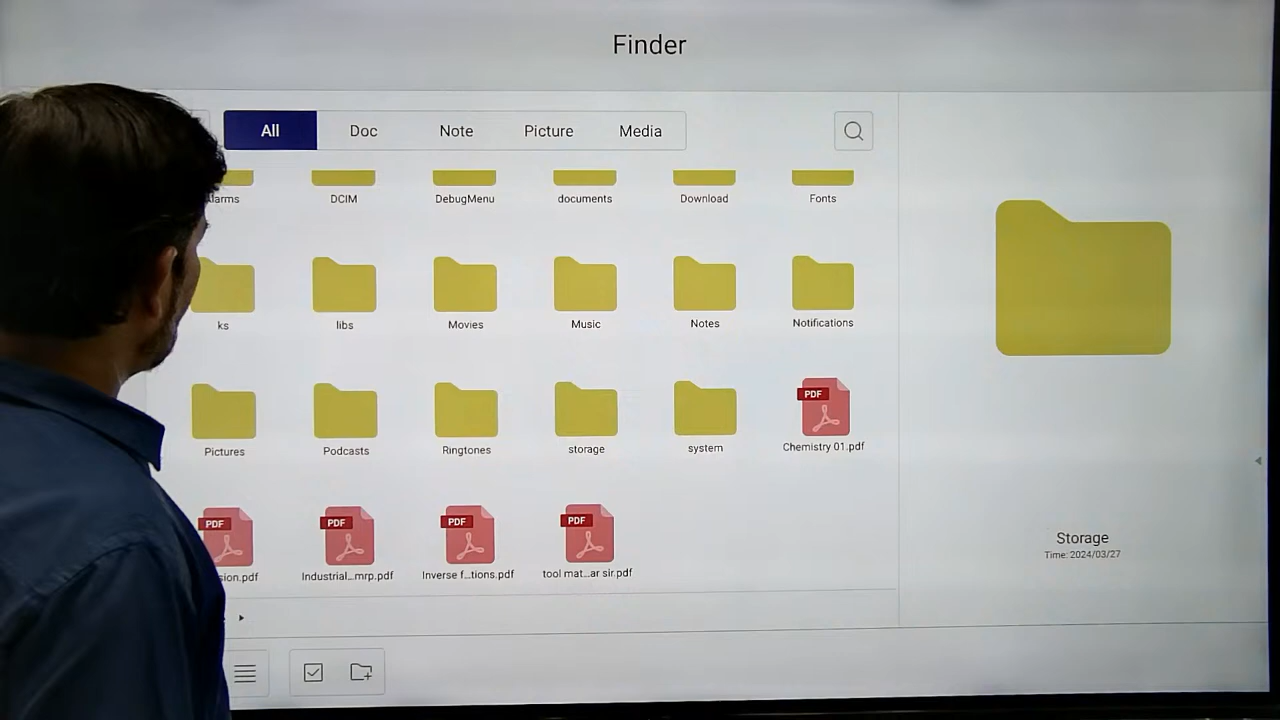 Finder
All Doc Note Picture Media
DCIM DebugMenu documents Download Fonts
ks libs Movies Music Notes Notifications
Pictures Podcasts Ringtones storage system Chemistry 01.pdf
PDF
PDF PDF PDF PDF
sion.pdf Industrial...mrp.pdf Inverse f...tions.pdf tool mat...ar sir.pdf
Storage
Time: 2024/03/27